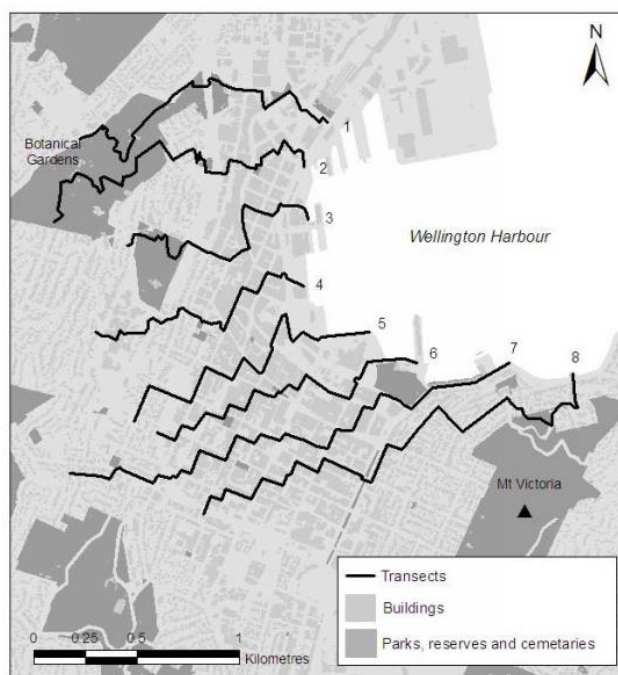 N
1
Botanical
Gardens
2
3
Wellington Harbour
4
5
6
7
8
Mt Victoria
Transects
Buildings
Parks, reserves and cemetaries
0 0.25 0.5 1
Kilometres